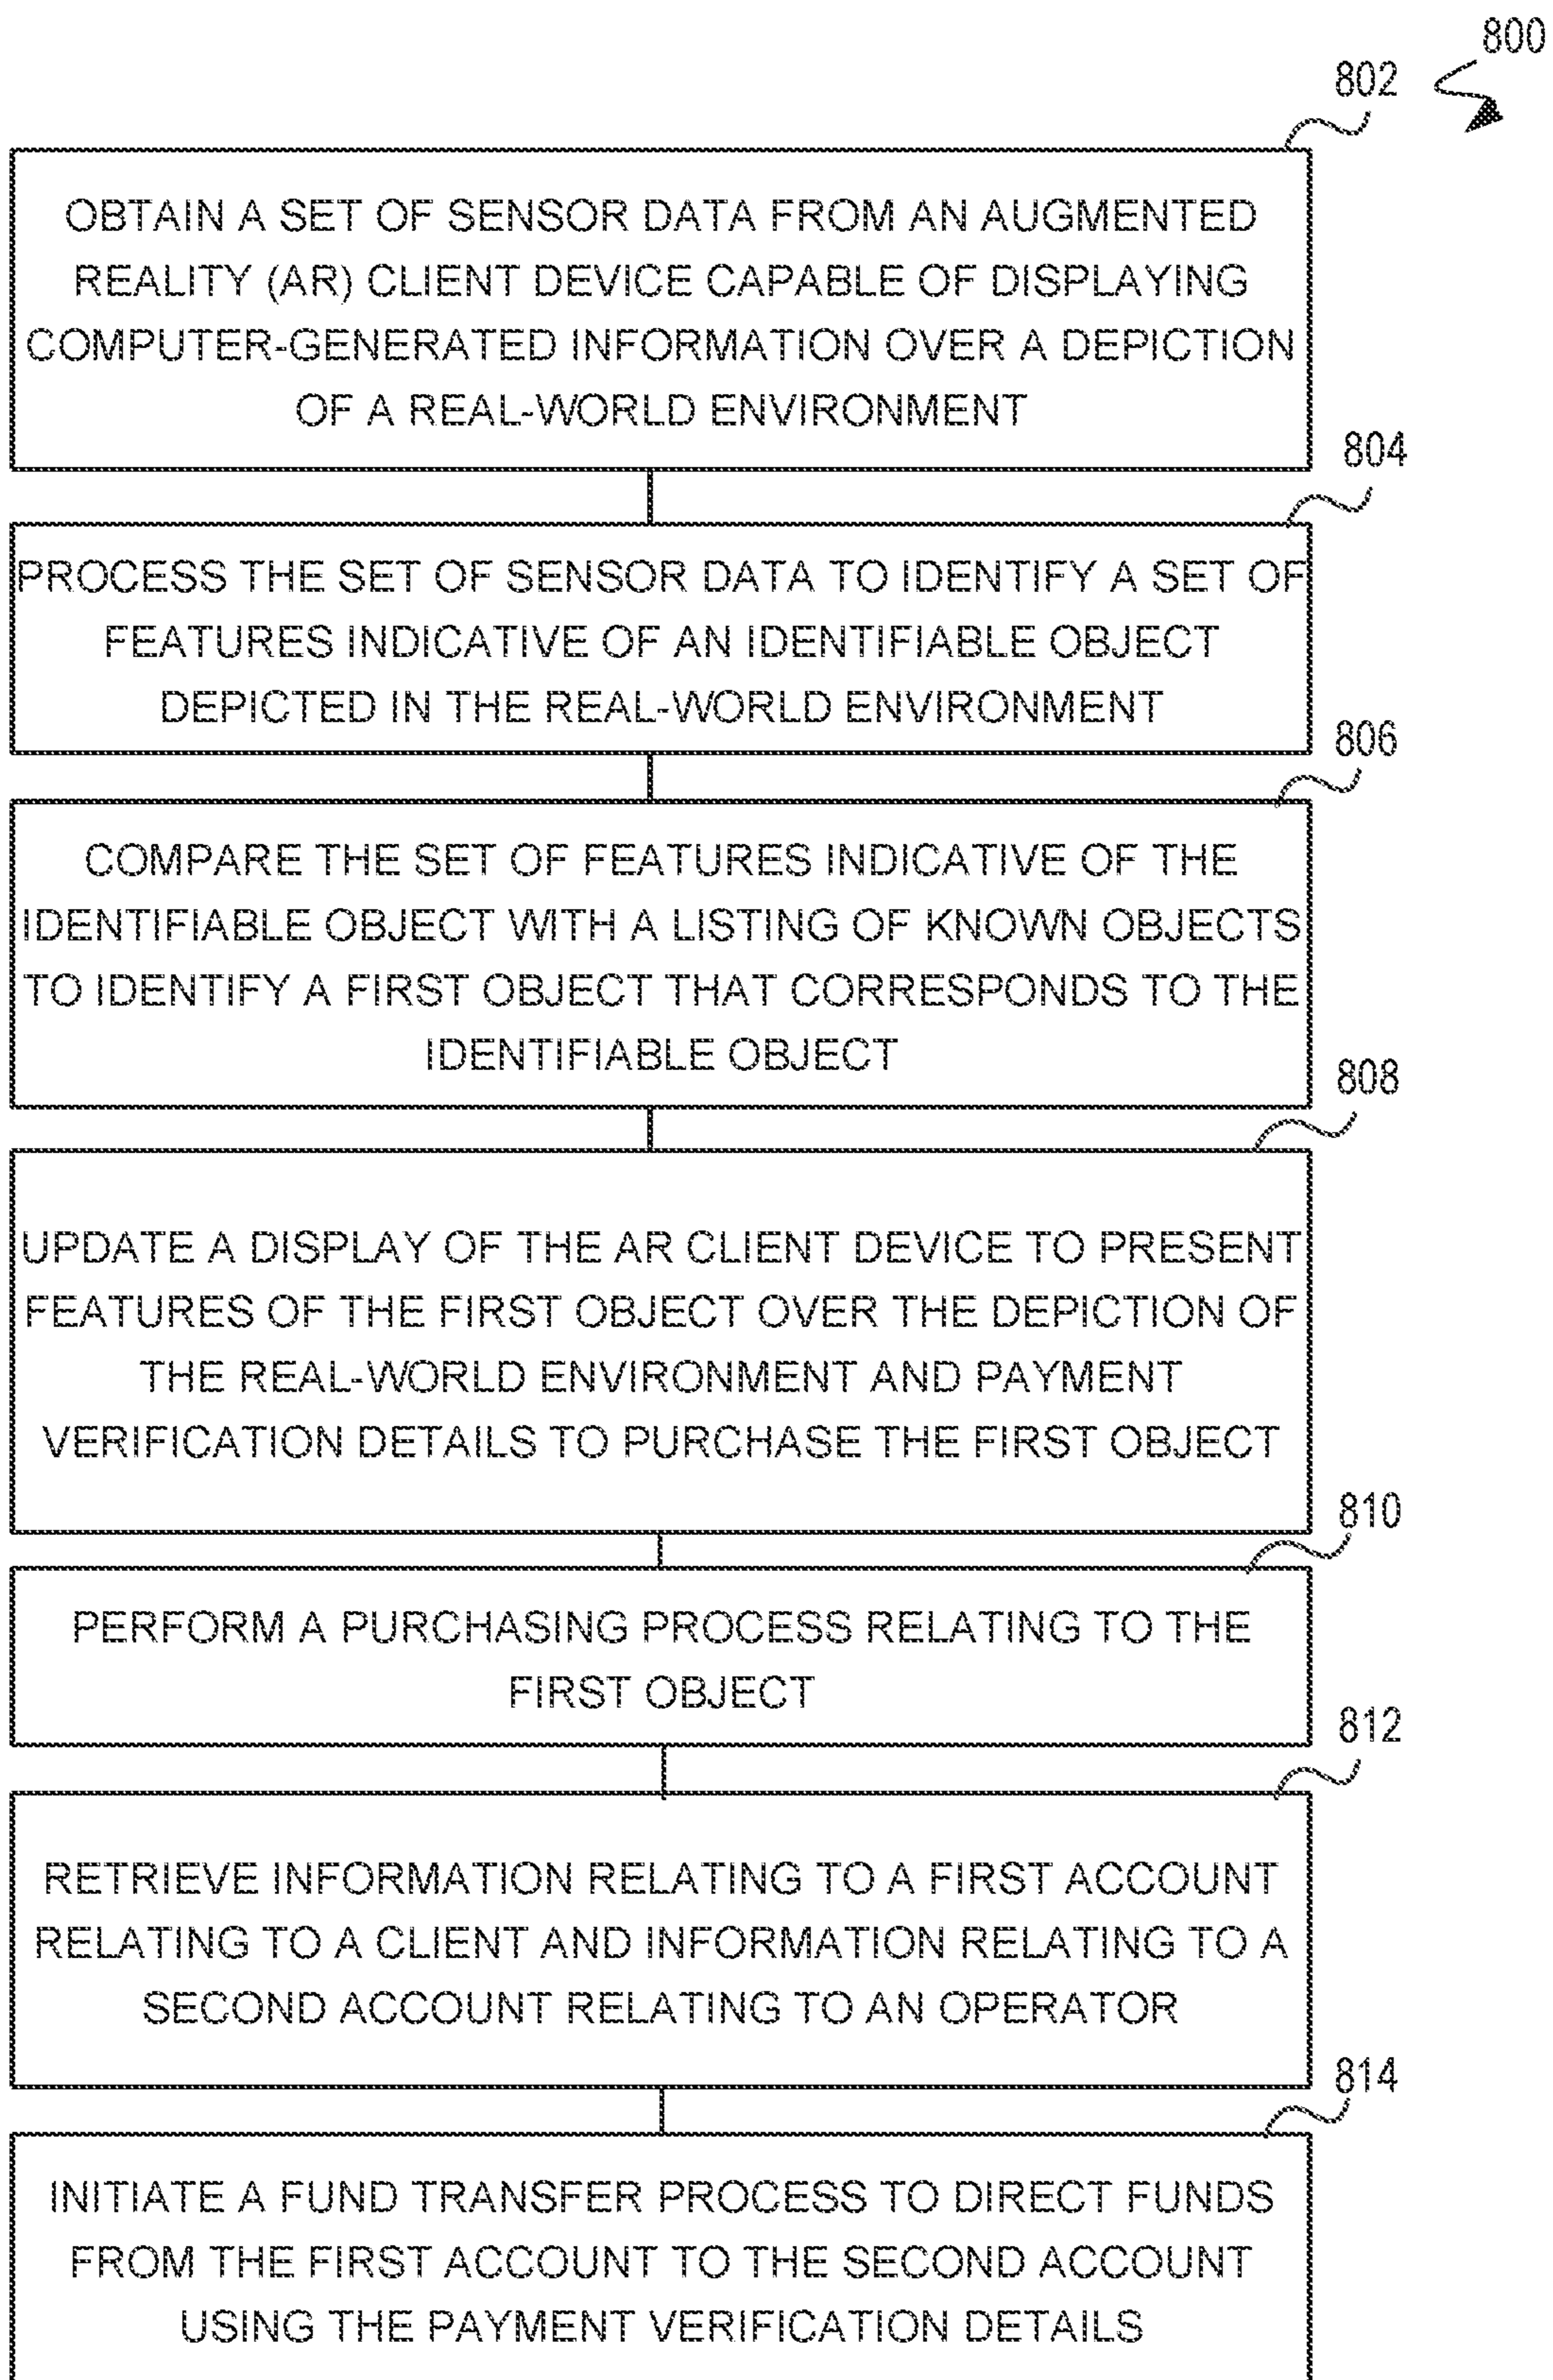 800
802
OBTAIN A SET OF SENSOR DATA FROM AN AUGMENTED
REALITY (AR) CLIENT DEVICE CAPABLE OF DISPLAYING
COMPUTER-GENERATED INFORMATION OVER A DEPICTION
OF A REAL-WORLD ENVIRONMENT
804
PROCESS THE SET OF SENSOR DATA TO IDENTIFY A SET OF
FEATURES INDICATIVE OF AN IDENTIFIABLE OBJECT
DEPICTED IN THE REAL-WORLD ENVIRONMENT
806
COMPARE THE SET OF FEATURES INDICATIVE OF THE
IDENTIFIABLE OBJECT WITH A LISTING OF KNOWN OBJECTS
TO IDENTIFY A FIRST OBJECT THAT CORRESPONDS TO THE
IDENTIFIABLE OBJECT
808
UPDATE A DISPLAY OF THE AR CLIENT DEVICE TO PRESENT
FEATURES OF THE FIRST OBJECT OVER THE DEPICTION OF
THE REAL-WORLD ENVIRONMENT AND PAYMENT
VERIFICATION DETAILS TO PURCHASE THE FIRST OBJECT
810
PERFORM A PURCHASING PROCESS RELATING TO THE
FIRST OBJECT
812
RETRIEVE INFORMATION RELATING TO A FIRST ACCOUNT
RELATING TO A CLIENT AND INFORMATION RELATING TO A
SECOND ACCOUNT RELATING TO AN OPERATOR
814
INITIATE A FUND TRANSFER PROCESS TO DIRECT FUNDS
FROM THE FIRST ACCOUNT TO THE SECOND ACCOUNT
USING THE PAYMENT VERIFICATION DETAILS